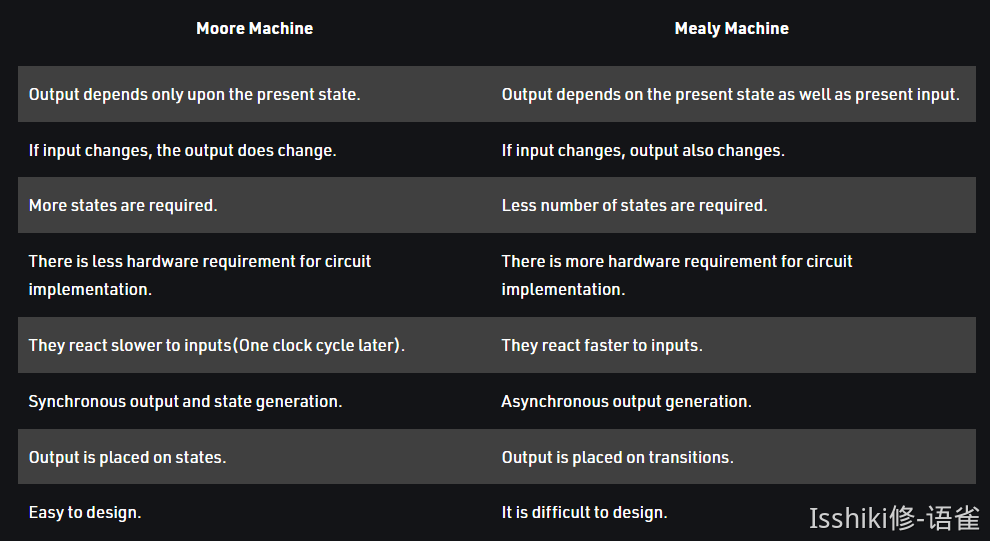 Moore Machine
Mealy Machine
Output depends only upon the present state.
Output depends on the present state as well as present input.
If input changes, the output does change.
If input changes, output also changes.
More states are required.
Less number of states are required.
There is less hardware requirement for circuit
implementation.
There is more hardware requirement for circuit
implementation.
They react slower to inputs(One clock cycle later).
They react faster to inputs.
Synchronous output and state generation.
Asynchronous output generation.
Output is placed on states.
Output is placed on transitions.
Easy to design.
It is difficult to design.
Isshiki修-语雀